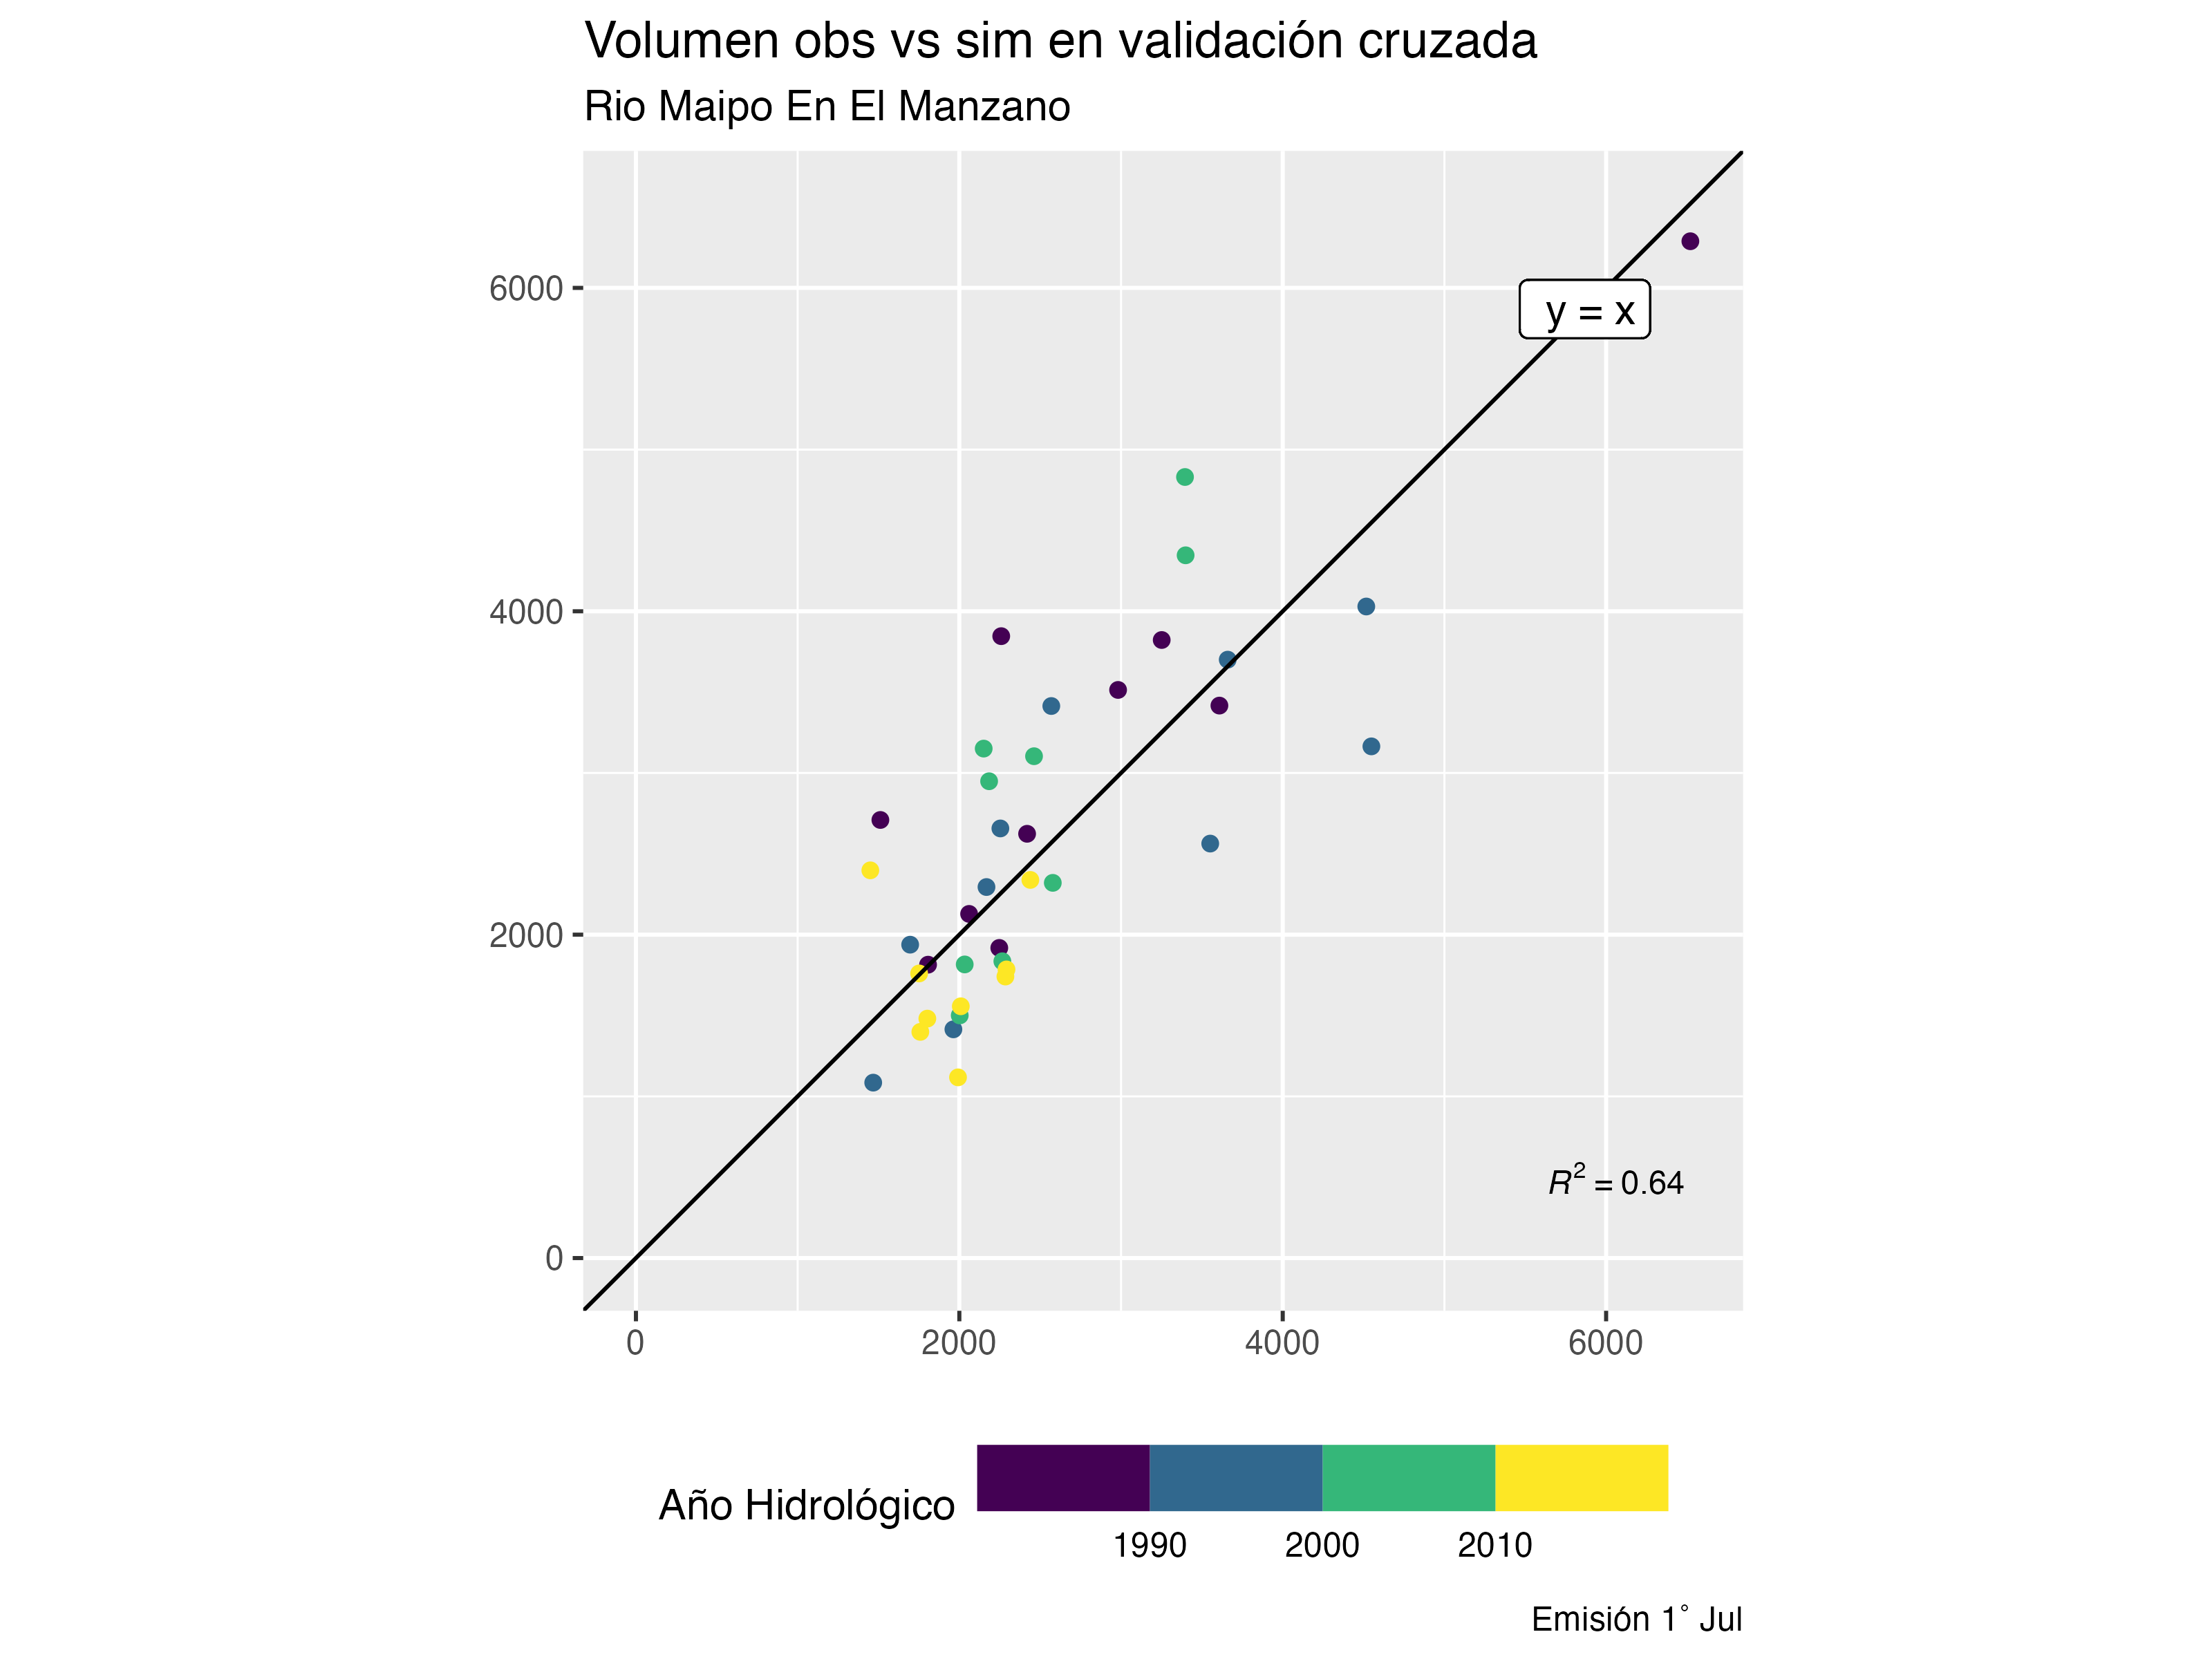 Volumen obs vs sim en validación cruzada
Rio Maipo En El Manzano
6000
4000
2000
0
y = x
R² = 0.64
0 2000 4000 6000
Año Hidrológico
1990 2000 2010
Emisión 1° Jul